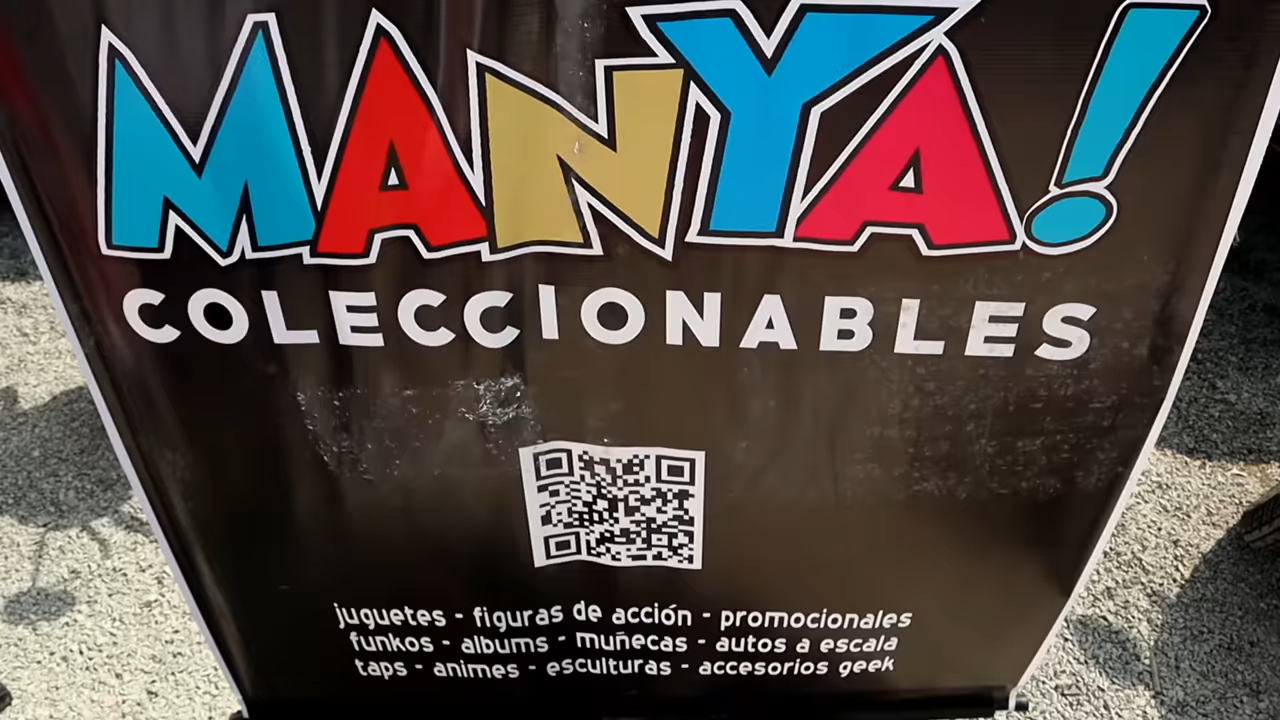 MANYA!
COLECCIONABLES
juguetes - figuras de acción - promocionales
funkos - albums - muñecas - autos a escala
taps - animes - esculturas - accesorios geek